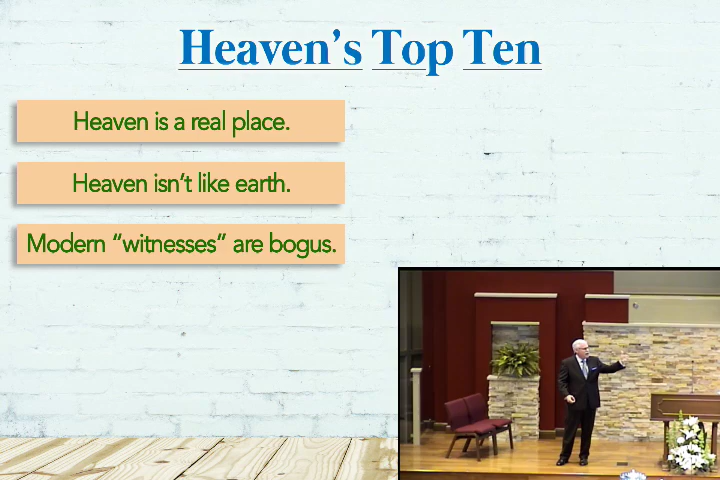 Heaven’s Top Ten
Heaven is a real place.
Heaven isn’t like earth.
Modern “witnesses” are bogus.